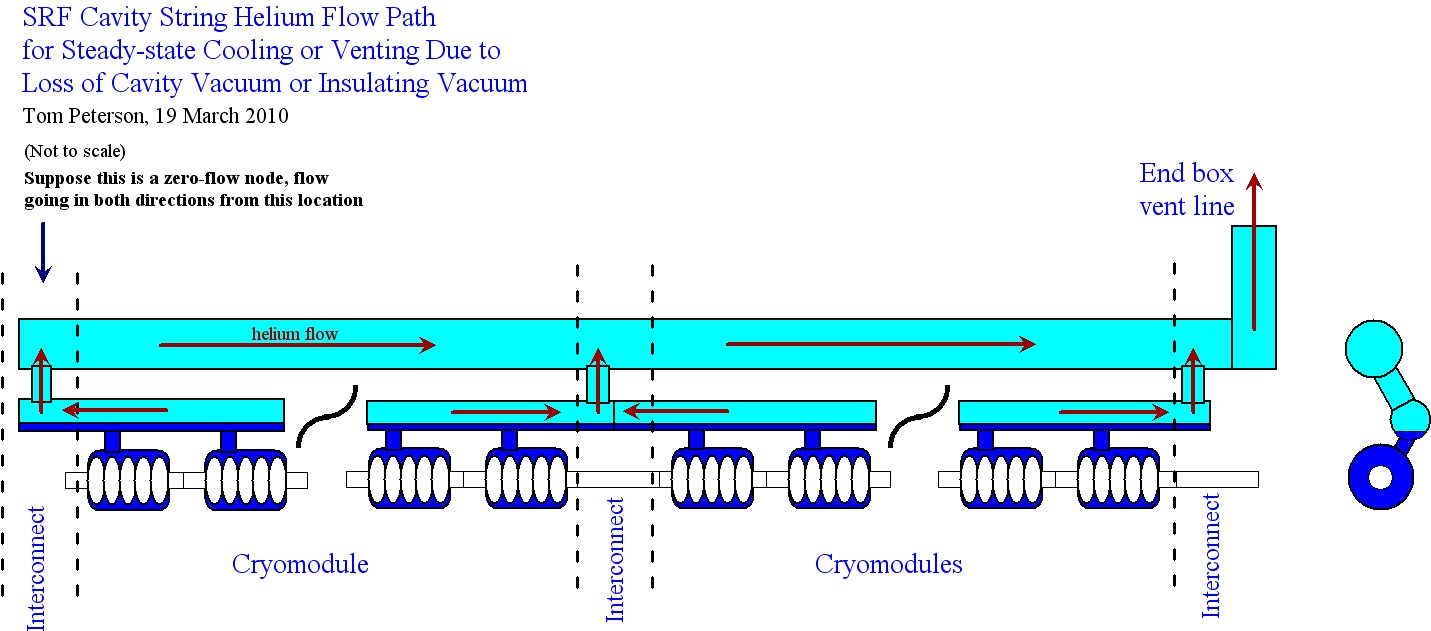 SRF Cavity String Helium Flow Path
for Steady-state Cooling or Venting Due to
Loss of Cavity Vacuum or Insulating Vacuum
Tom Peterson, 19 March 2010
(Not to scale)
Suppose this is a zero-flow node, flow
going in both directions from this location
End box
vent line
helium flow
Interconnect
Cryomodule
Interconnect
Cryomodules
Interconnect